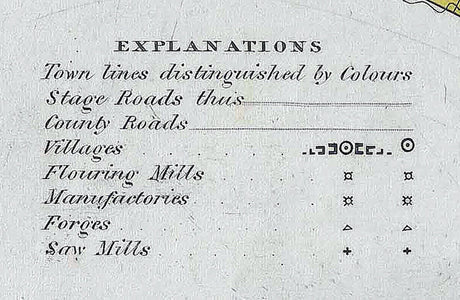 EXPLANATIONS
Town lines distinguished by Colours
Stage Roads thus
County Roads
Villages
Flouring Mills
Manufactories
Forges
Saw Mills